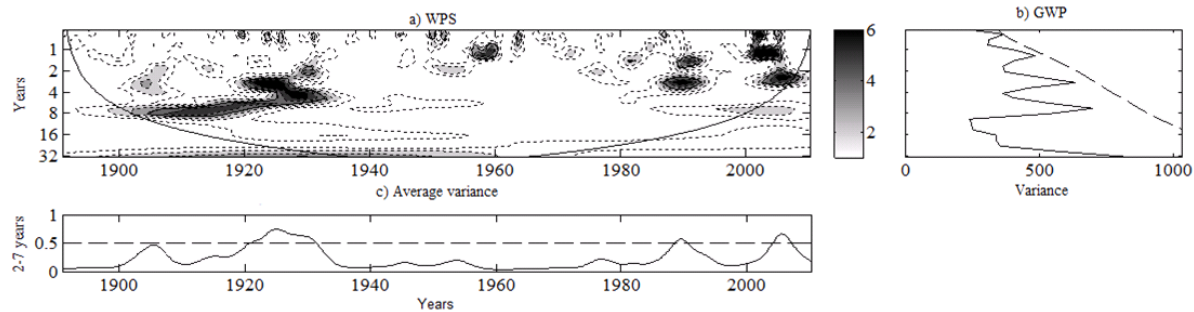 a) WPS
b) GWP
Years
1
2
4
8
16
32
1900 1920 1940 1960 1980 2000
6
4
2
0 500 1000
Variance
c) Average variance
2-7 years
1
0.5
0
1900 1920 1940 1960 1980 2000
Years